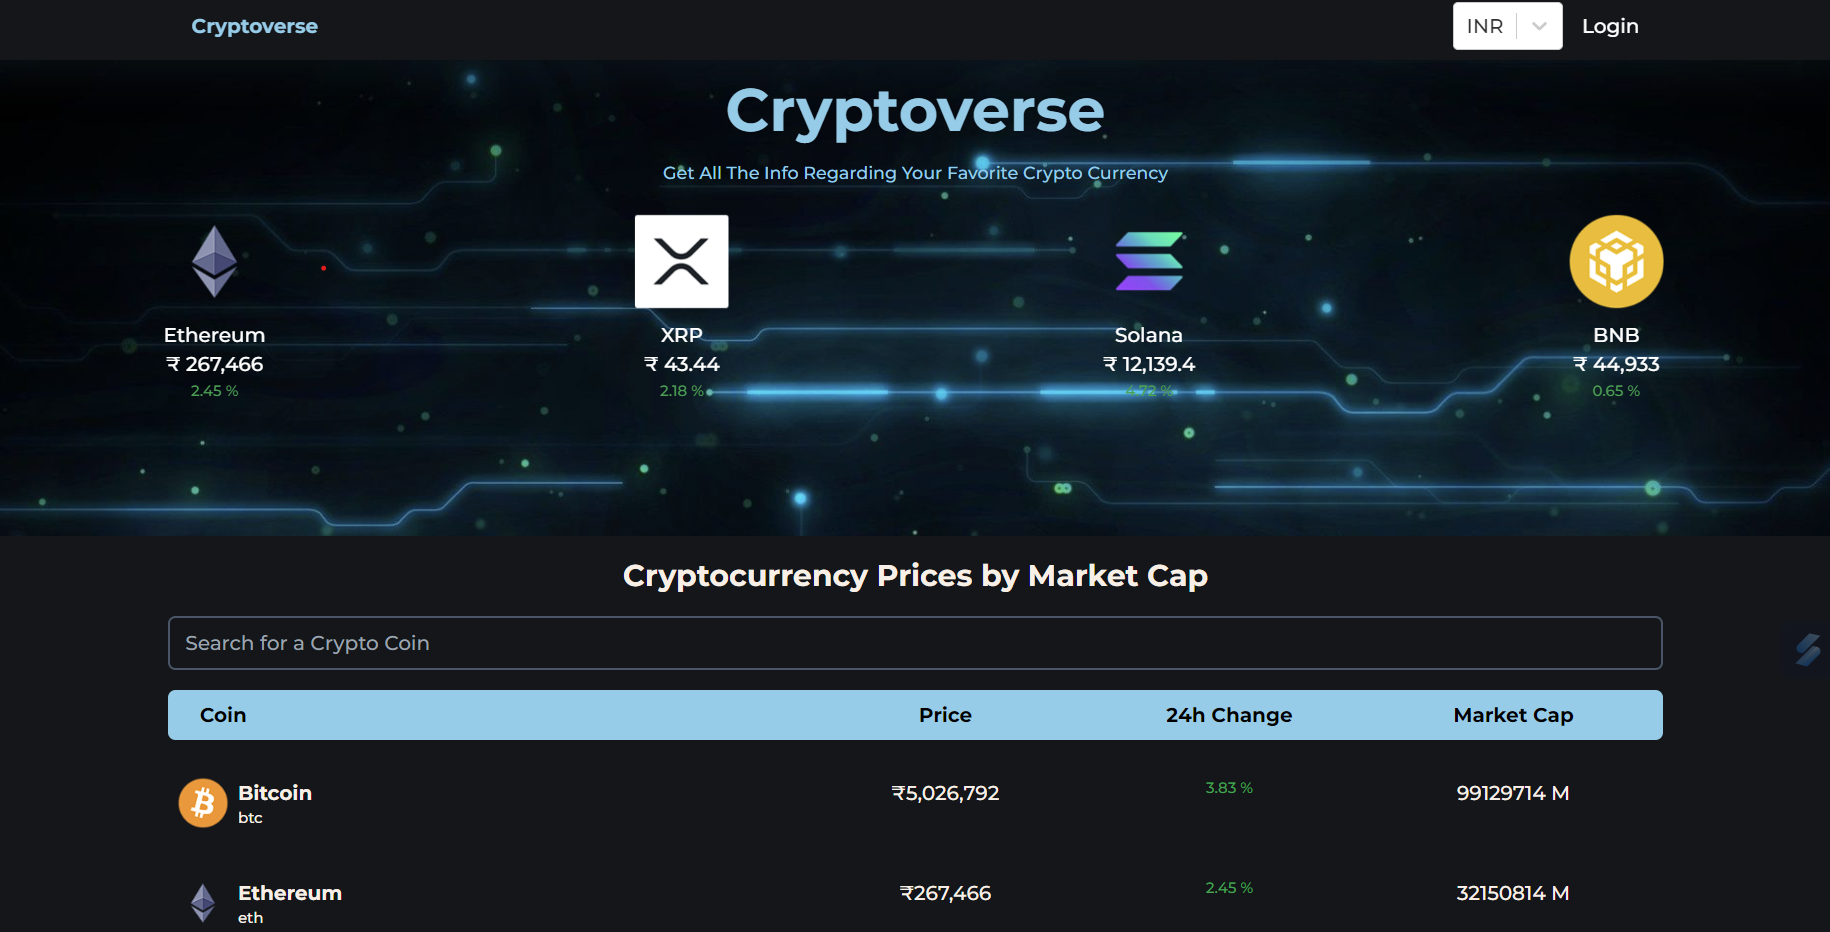 Cryptoverse
INR
Login
Cryptoverse
Get All The Info Regarding Your Favorite Crypto Currency
Ethereum
₹ 267,466
2.45 %
XRP
₹ 43.44
2.18 %
Solana
₹ 12,139.4
4.72 %
BNB
₹ 44,933
0.65 %
Cryptocurrency Prices by Market Cap
Search for a Crypto Coin
Coin Price 24h Change Market Cap
Bitcoin ₹5,026,792 3.83 % 99129714 M
btc
Ethereum ₹267,466 2.45 % 32150814 M
eth